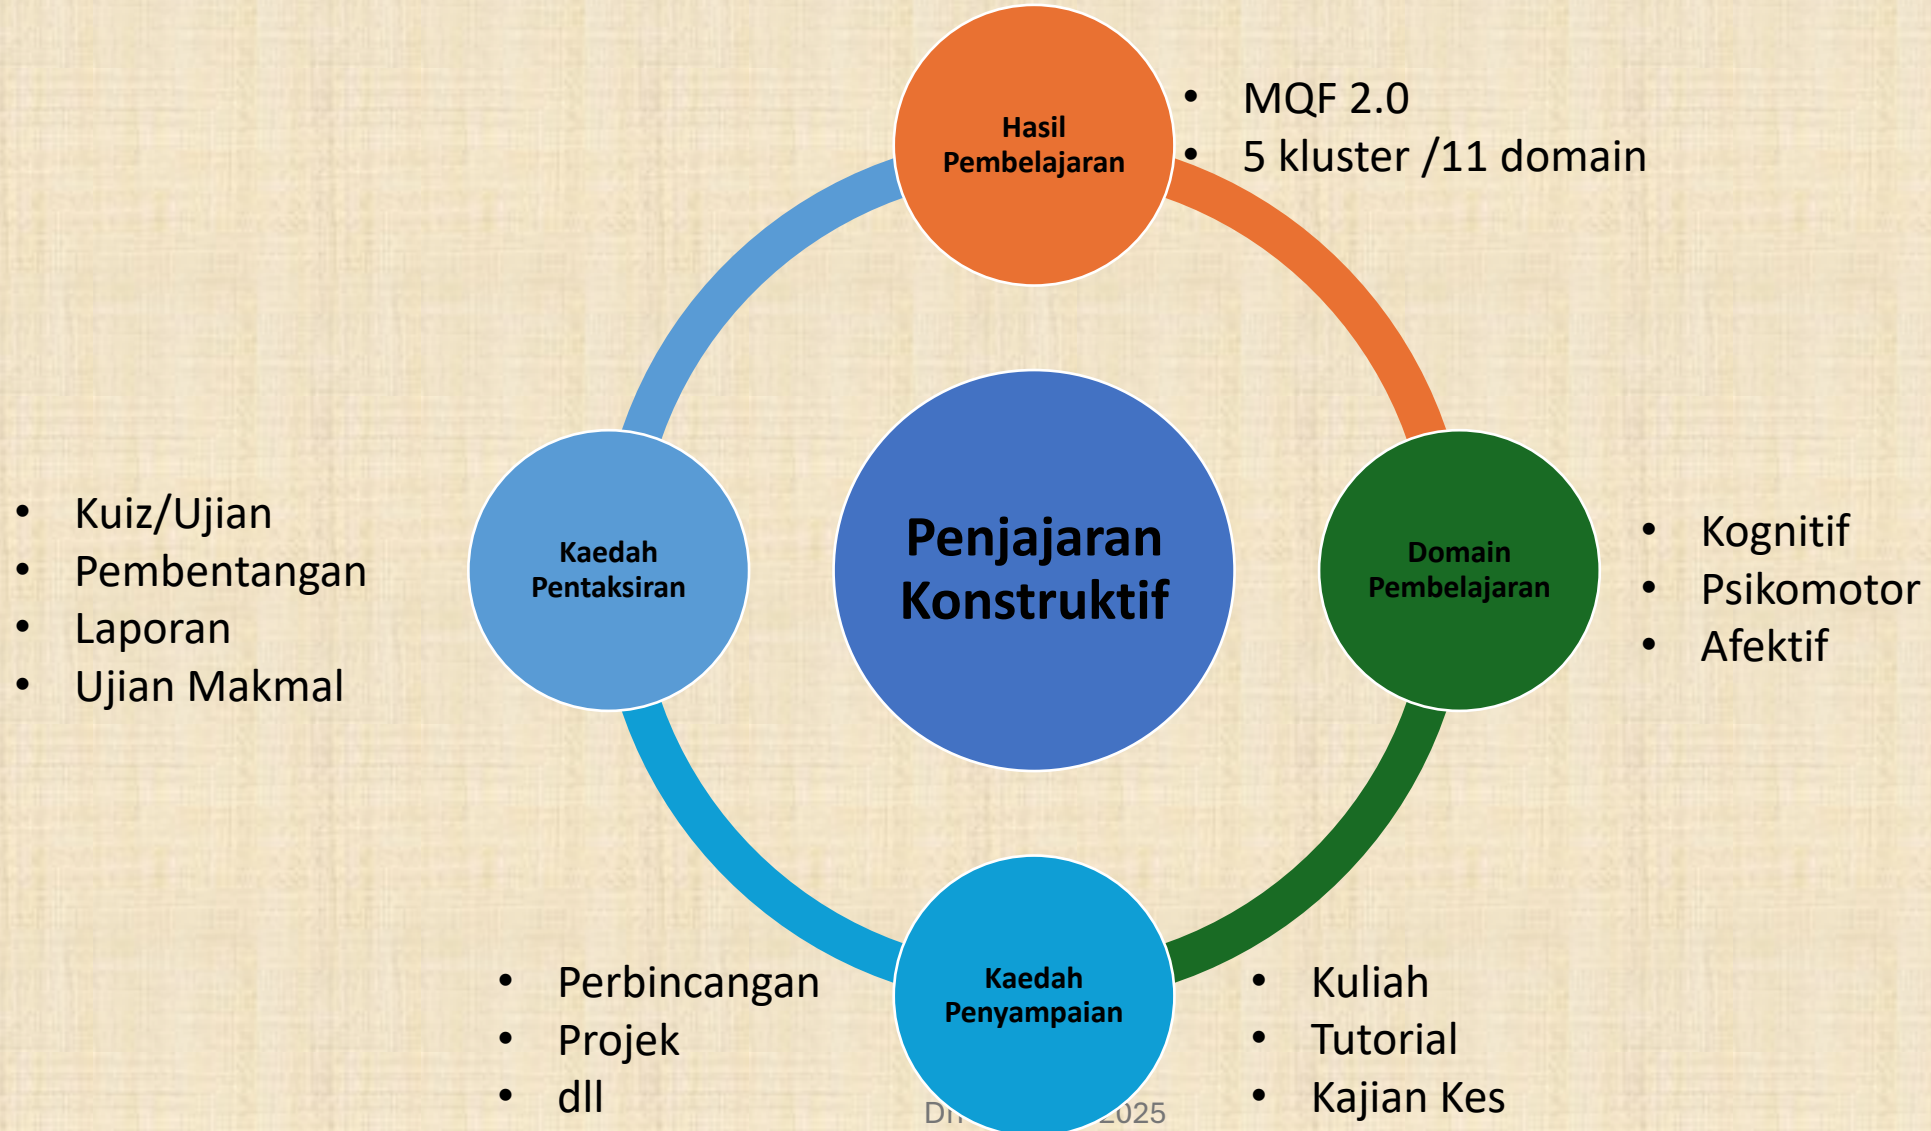 Hasil
Pembelajaran
• MQF 2.0
• 5 kluster /11 domain
Penjajaran
Konstruktif
Domain
Pembelajaran
• Kognitif
• Psikomotor
• Afektif
Kaedah
Pentaksiran
• Kuiz/Ujian
• Pembentangan
• Laporan
• Ujian Makmal
Kaedah
Penyampaian
• Perbincangan
• Projek
• dll
• Kuliah
• Tutorial
• Kajian Kes
2025